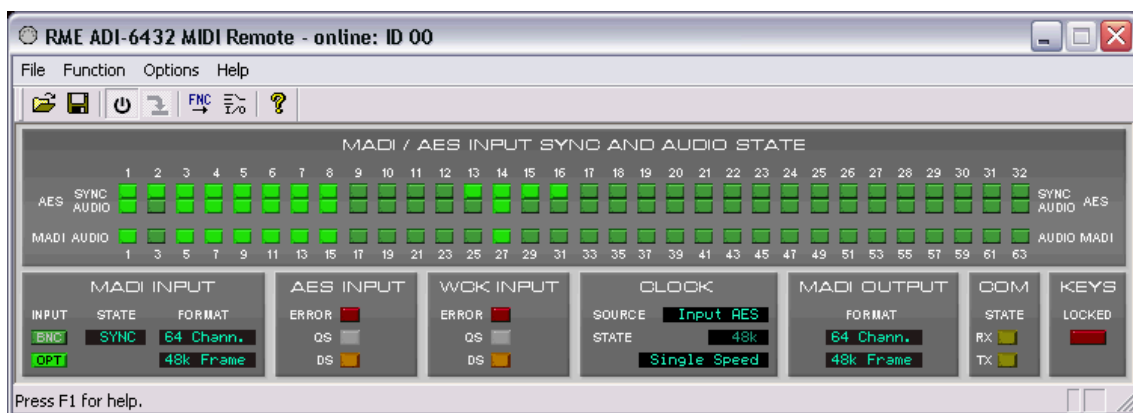 RME ADI-6432 MIDI Remote - online: ID 00
File Function Options Help
FNC I/O ?
MADI / AES INPUT SYNC AND AUDIO STATE
1 2 3 4 5 6 7 8 9 10 11 12 13 14 15 16 17 18 19 20 21 22 23 24 25 26 27 28 29 30 31 32
AES SYNC AUDIO SYNC AUDIO AES
MADI AUDIO AUDIO MADI
1 3 5 7 9 11 13 15 17 19 21 23 25 27 29 31 33 35 37 39 41 43 45 47 49 51 53 55 57 59 61 63
MADI INPUT AES INPUT WCK INPUT CLOCK MADI OUTPUT COM KEYS
INPUT STATE FORMAT ERROR ERROR SOURCE Input AES FORMAT STATE LOCKED
BNC SYNC 64 Chann. QS QS STATE 48k 64 Chann. RX
OPT 48k Frame DS DS Single Speed 48k Frame TX
Press F1 for help.